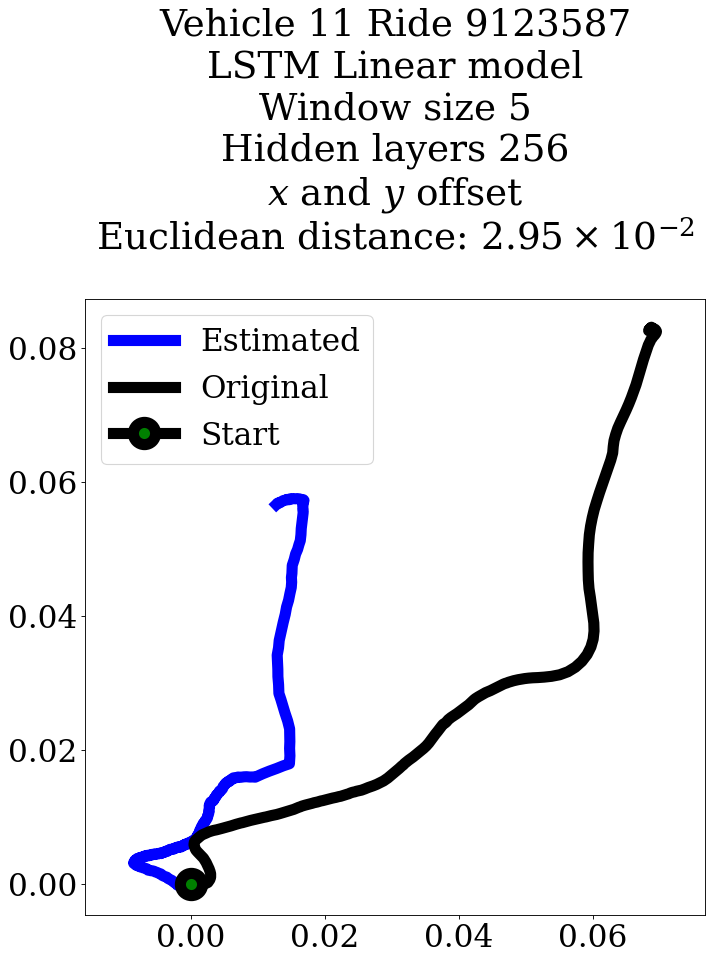 Vehicle 11 Ride 9123587
LSTM Linear model
Window size 5
Hidden layers 256
x and y offset
Euclidean distance: 2.95 × 10⁻²
Estimated
Original
Start
0.08
0.06
0.04
0.02
0.00
0.00 0.02 0.04 0.06